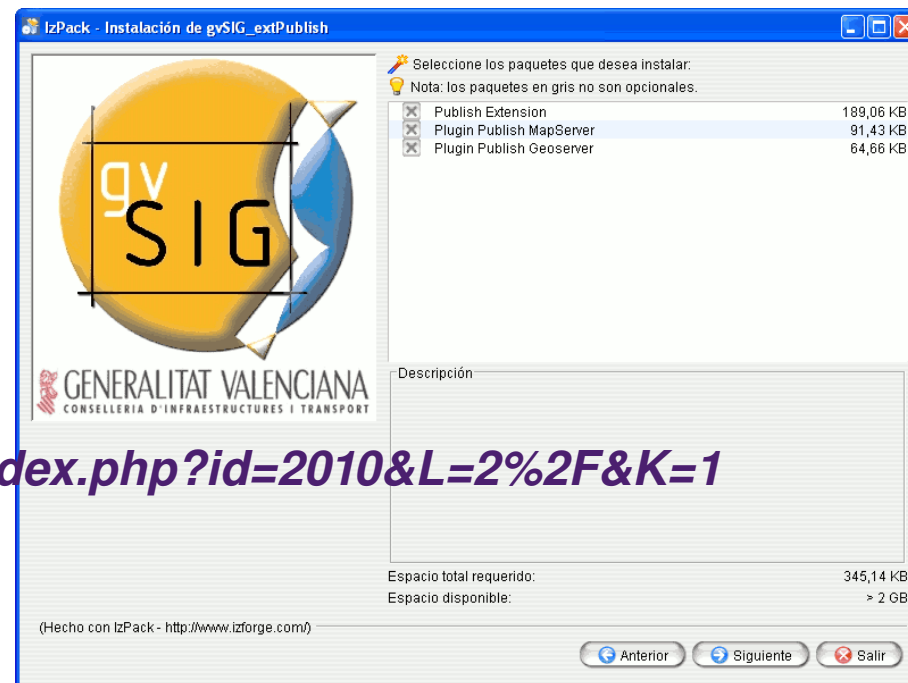 IzPack - Instalación de gvSIG_extPublish
Seleccione los paquetes que desea instalar:
Nota: los paquetes en gris no son opcionales.
Publish Extension 189,06 KB
Plugin Publish MapServer 91,43 KB
Plugin Publish Geoserver 64,66 KB
gv
SIG
GENERALITAT VALENCIANA
CONSELLERIA D'INFRAESTRUCTURES I TRANSPORT
Descripción
dex.php?id=2010&L=2%2F&K=1
Espacio total requerido: 345,14 KB
Espacio disponible: > 2 GB
(Hecho con IzPack - http://www.izforge.com/)
Anterior Siguiente Salir